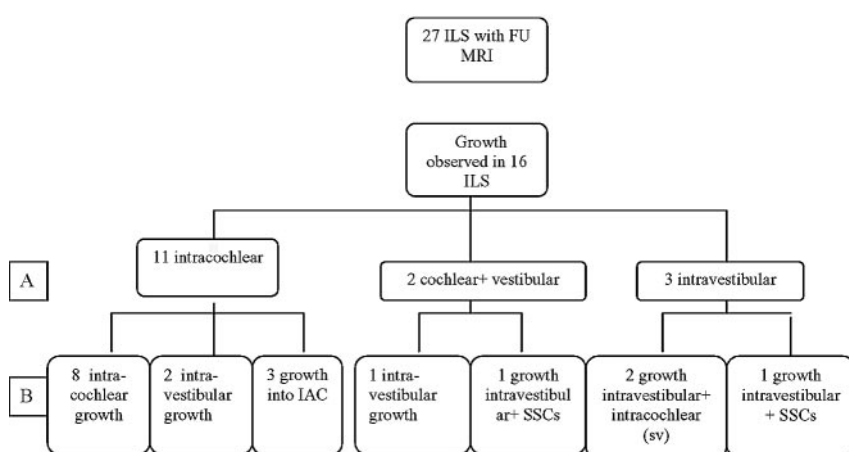 27 ILS with FU
MRI
Growth
observed in 16
ILS
A
11 intracochlear
2 cochlear+ vestibular
3 intravestibular
B
8 intra-
cochlear
growth
2 intra-
vestibular
growth
3 growth
into IAC
1 intra-
vestibular
growth
1 growth
intravestibul
ar+ SSCs
2 growth
intravestibular+
intracochlear
(sv)
1 growth
intravestibular
+ SSCs